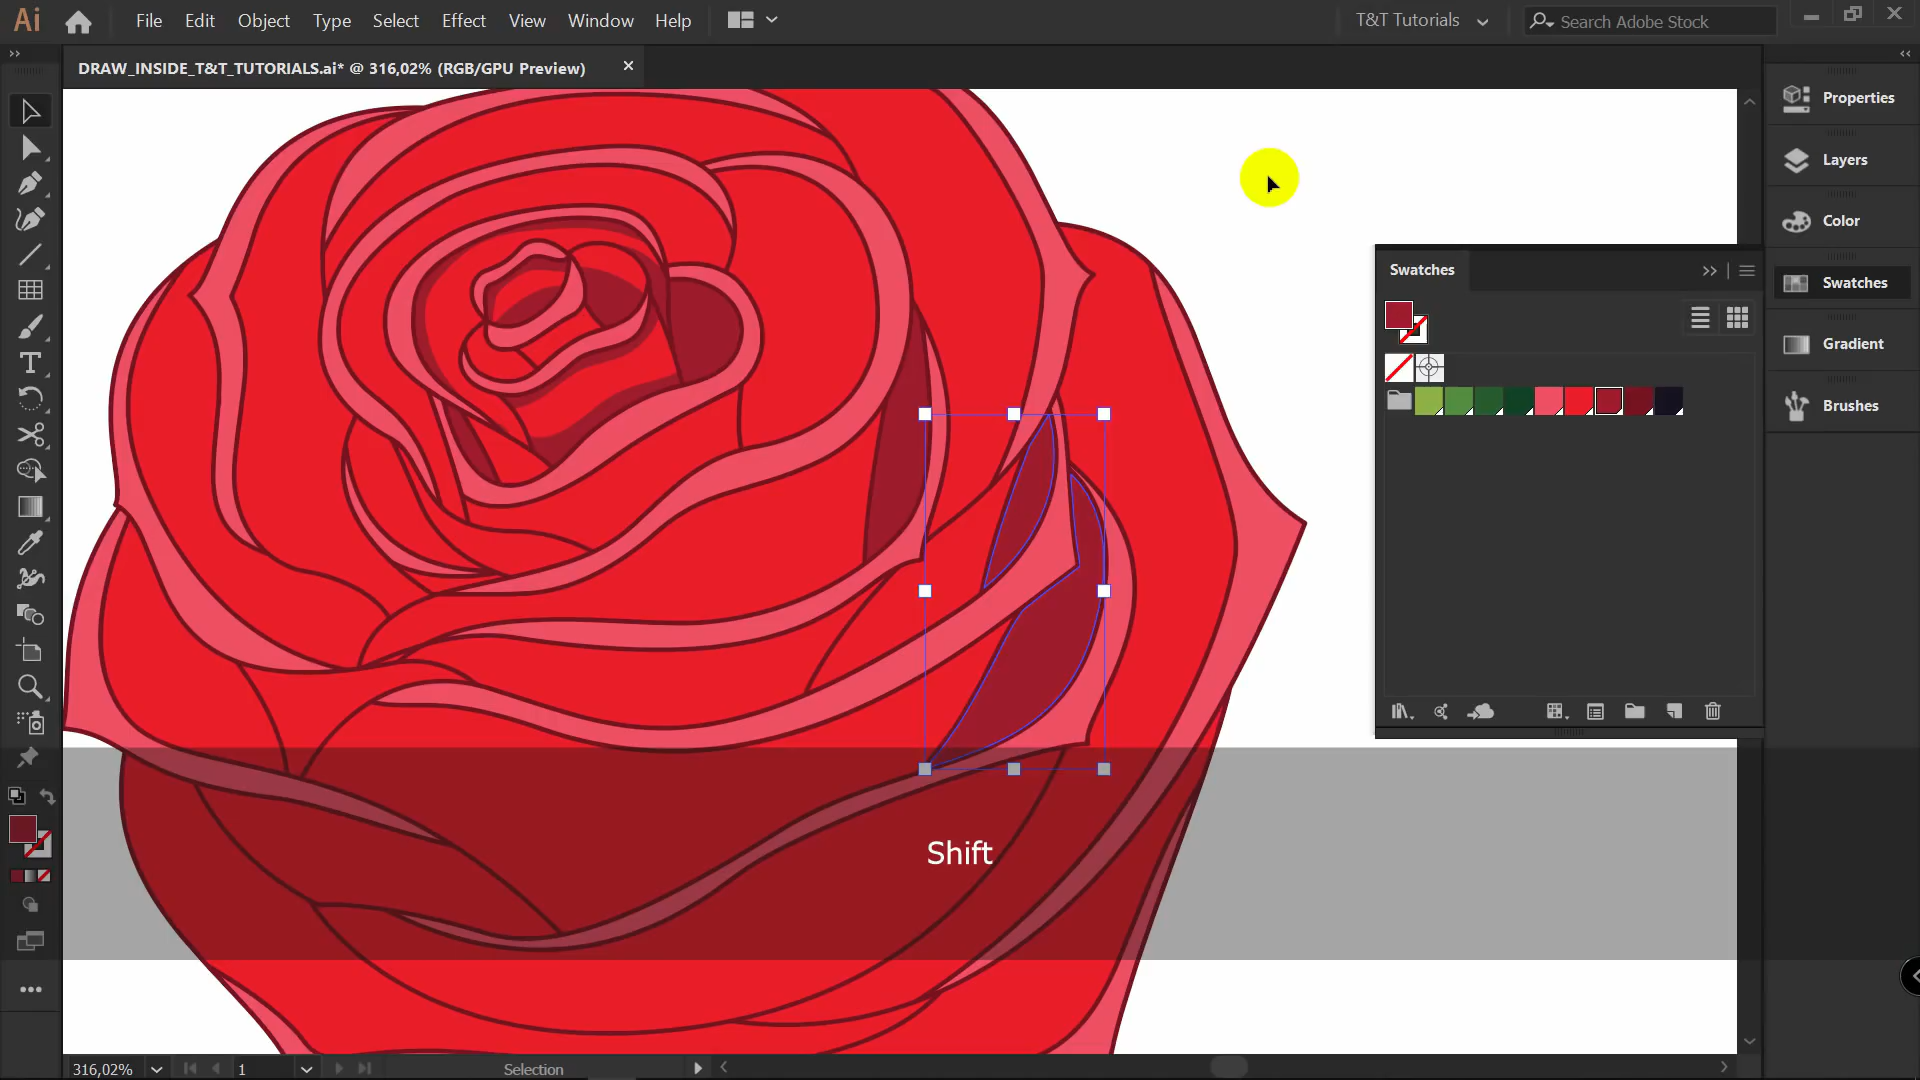 Ai File Edit Object Type Select Effect View Window Help T&T Tutorials Search Adobe Stock
DRAW_INSIDE_T&T_TUTORIALS.ai* @ 316,02% (RGB/GPU Preview)
Properties
Layers
Color
Swatches
Gradient
Brushes
Swatches
Shift
316,02% 1 Selection